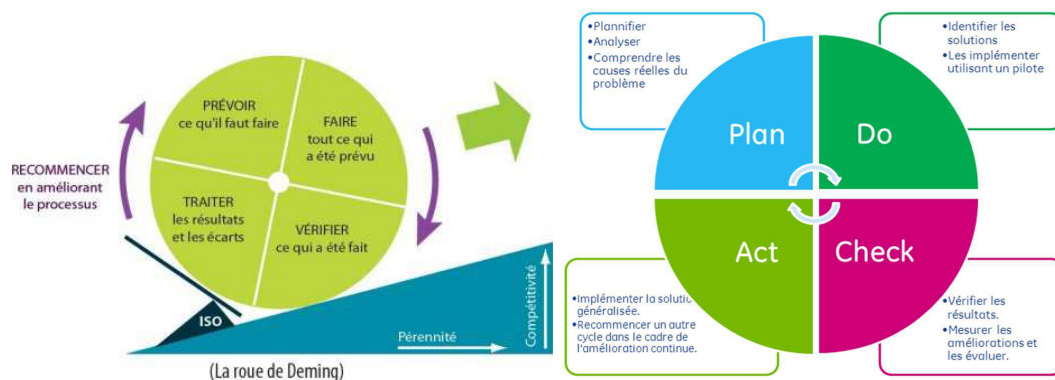 PRÉVOIR
ce qu'il faut faire
FAIRE
tout ce qui
a été prévu
RECOMMENCER
en améliorant
le processus
TRAITER
les résultats
et les écarts
VÉRIFIER
ce qui a été fait
ISO
Pérennité
Compétitivité
(La roue de Deming)
•Plannifier
•Analyser
•Comprendre les
causes réelles du
problème
•Identifier les
solutions
•Les implémenter
utilisant un pilote
Plan
Do
Act
Check
•Implémenter la
généralisée.
•Recommencer un autre
cycle dans le cadre de
l'amélioration continue.
•Vérifier les
résultats.
•Mesurer les
améliorations et
les évaluer.